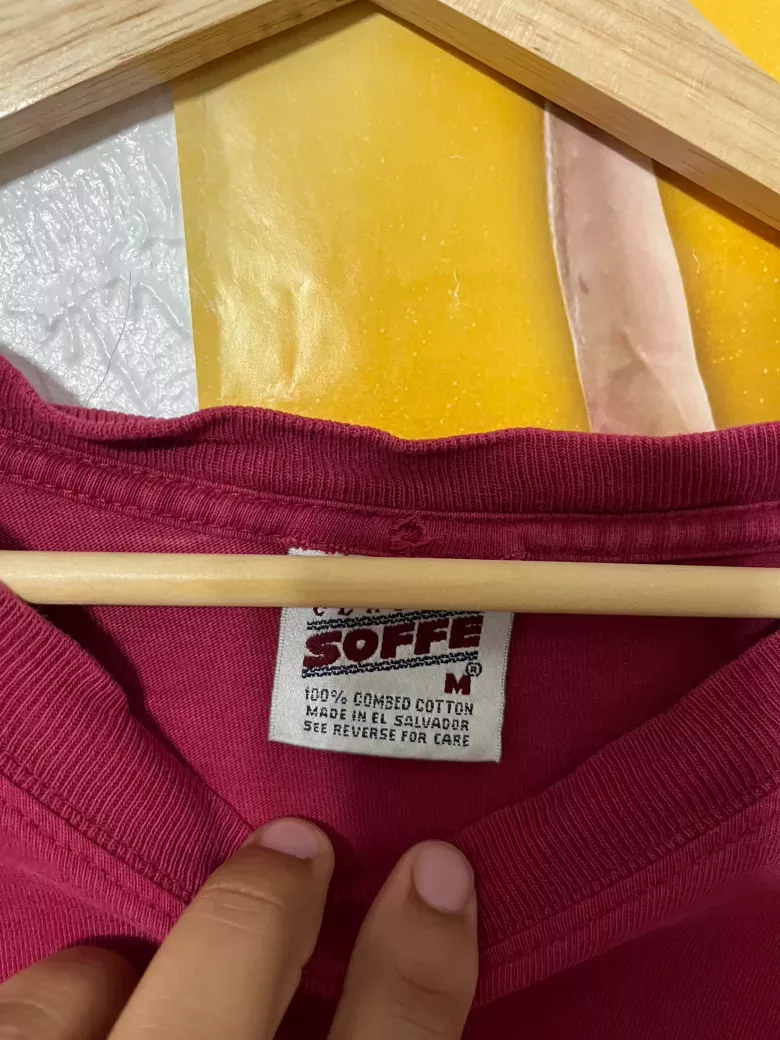 SOFFE
®
M
100% COMBED COTTON
MADE IN EL SALVADOR
SEE REVERSE FOR CARE